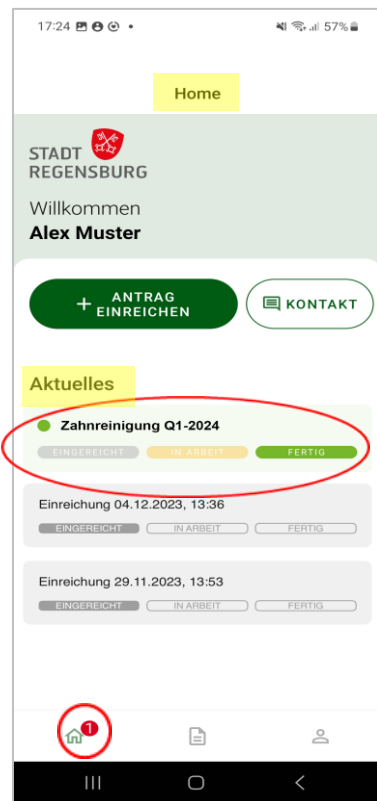 17:24
57%
Home
STADT
REGENSBURG
Willkommen
Alex Muster
+ ANTRAG
EINREICHEN
KONTAKT
Aktuelles
Zahnreinigung Q1-2024
EINGEREICHT IN ARBEIT FERTIG
Einreichung 04.12.2023, 13:36
EINGEREICHT IN ARBEIT FERTIG
Einreichung 29.11.2023, 13:53
EINGEREICHT IN ARBEIT FERTIG
1